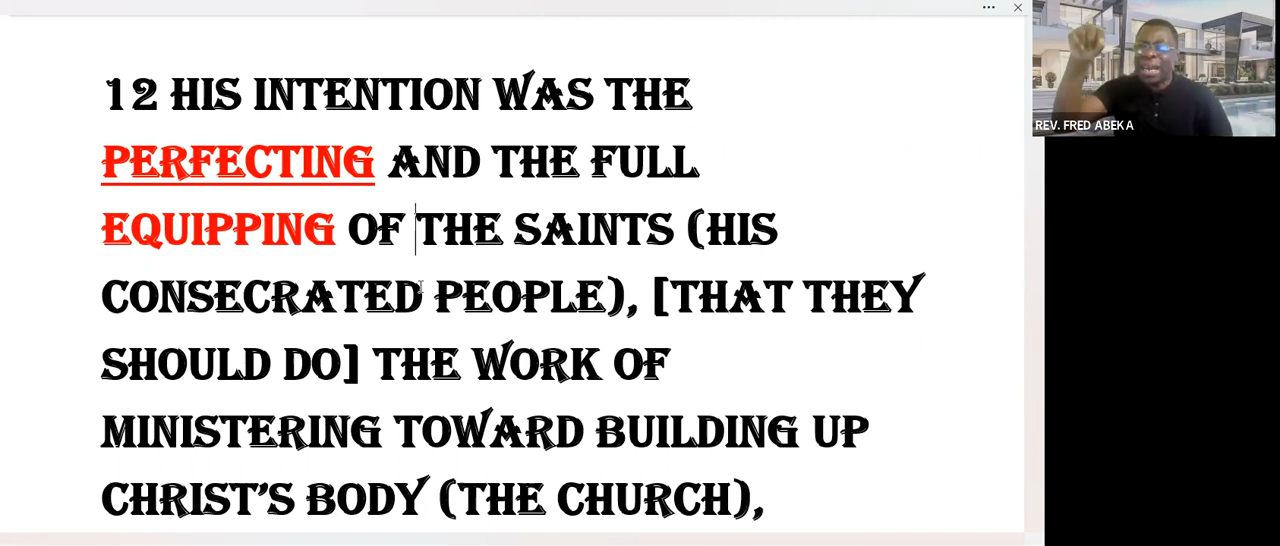 12 HIS INTENTION WAS THE
PERFECTING AND THE FULL
EQUIPPING OF THE SAINTS (HIS
CONSECRATED PEOPLE), [THAT THEY
SHOULD DO] THE WORK OF
MINISTERING TOWARD BUILDING UP
CHRIST'S BODY (THE CHURCH),
REV. FRED ABEKA